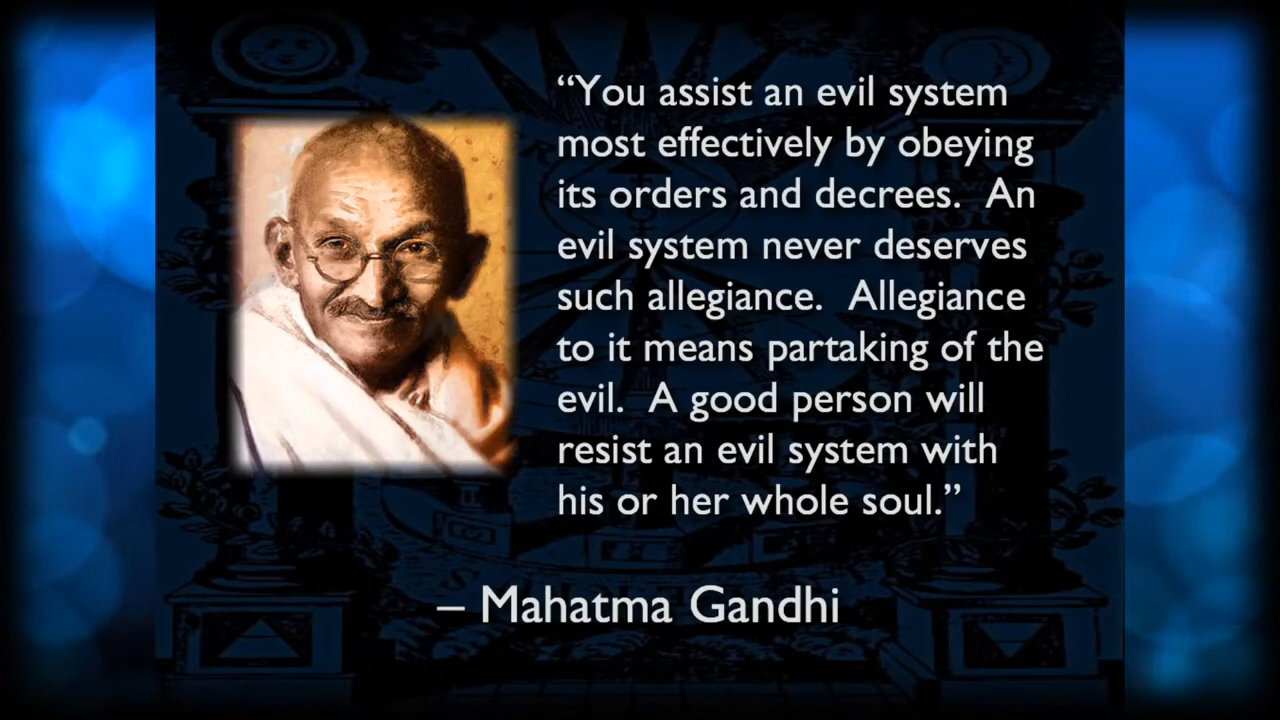 “You assist an evil system
most effectively by obeying
its orders and decrees.  An
evil system never deserves
such allegiance.  Allegiance
to it means partaking of the
evil.  A good person will
resist an evil system with
his or her whole soul.”
– Mahatma Gandhi